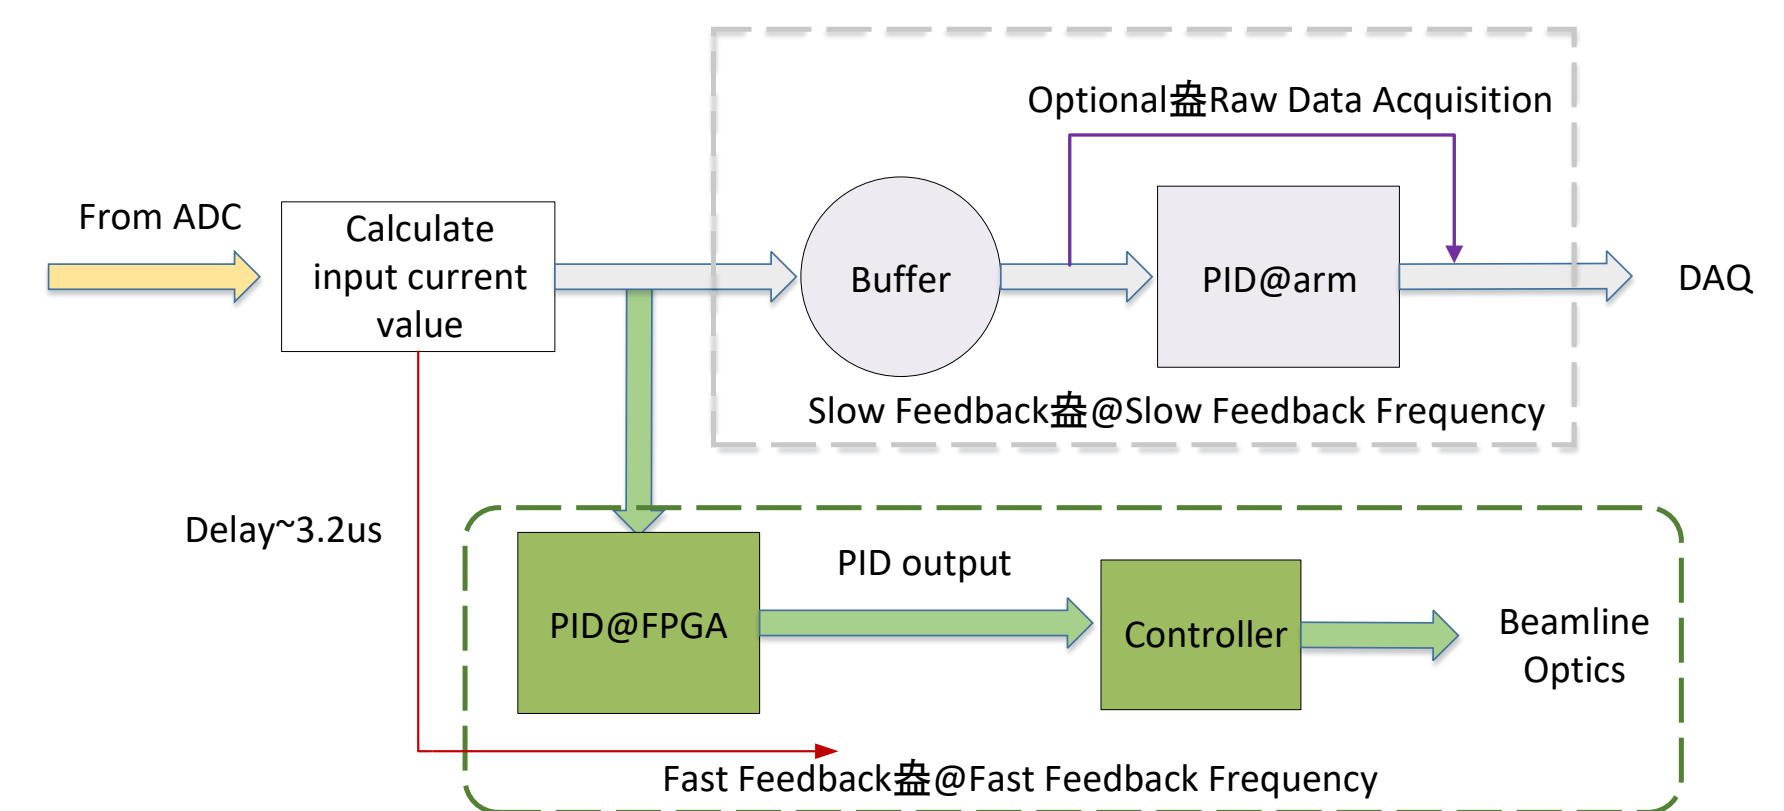 Optional盎Raw Data Acquisition
From ADC
Calculate
input current
value
Buffer
PID@arm
DAQ
Slow Feedback盎@Slow Feedback Frequency
Delay~3.2us
PID output
PID@FPGA
Controller
Beamline
Optics
Fast Feedback盎@Fast Feedback Frequency